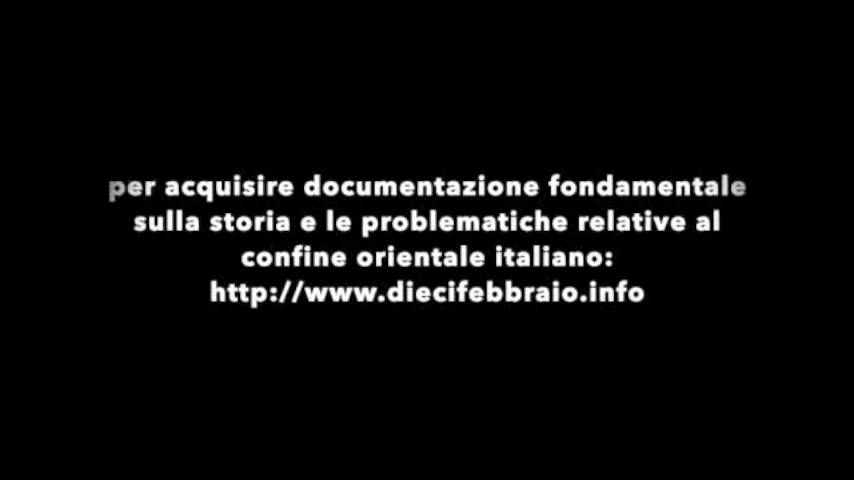 per acquisire documentazione fondamentale
sulla storia e le problematiche relative al
confine orientale italiano:
http://www.diecifebbraio.info